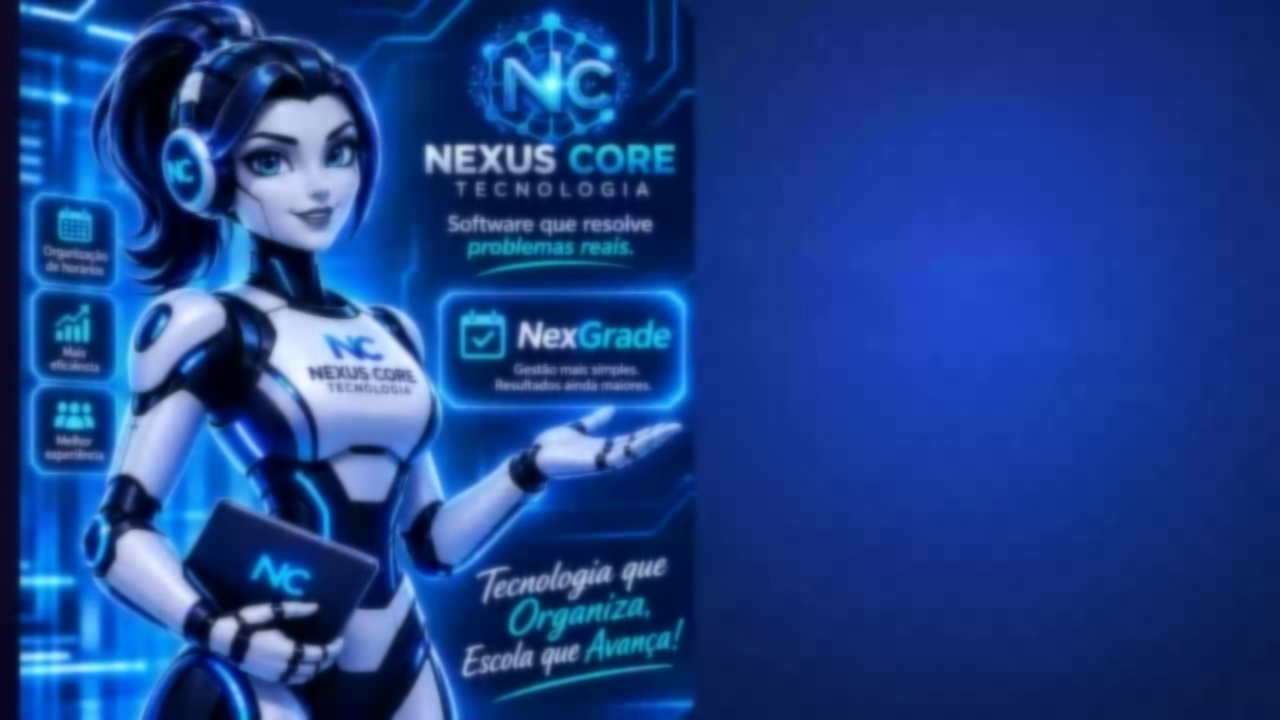 NC
NEXUS CORE
TECNOLOGIA
Software que resolve
problemas reais.
NC
Organização
de horários
Mais
eficiência
Melhor
experiência
NexGrade
Gestão mais simples.
Resultados ainda maiores.
NC
NEXUS CORE
TECNOLOGIA
NC
Tecnologia que
Organiza,
Escola que Avança!